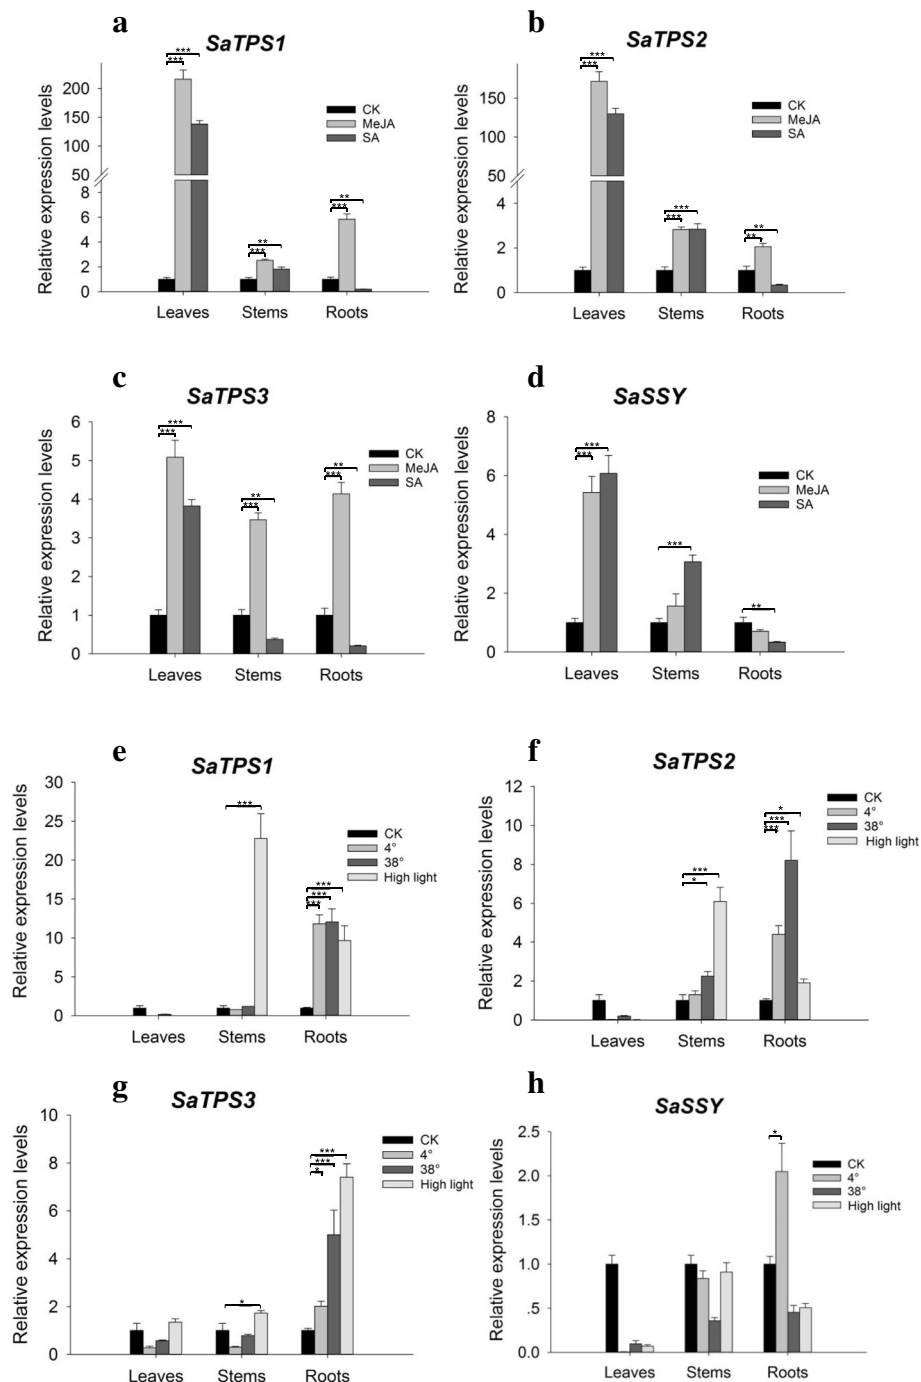 a
SaTPS1
Relative expression levels
200
150
100
50
8
6
4
2
0
CK
MeJA
SA
***
***
***
**
***
**
Leaves Stems Roots
b
SaTPS2
Relative expression levels
150
100
50
4
2
0
CK
MeJA
SA
***
***
***
***
**
**
Leaves Stems Roots
c
SaTPS3
Relative expression levels
6
5
4
3
2
1
0
CK
MeJA
SA
***
***
**
***
**
***
Leaves Stems Roots
d
SaSSY
Relative expression levels
8
6
4
2
0
CK
MeJA
SA
***
***
***
**
Leaves Stems Roots
e
SaTPS1
Relative expression levels
30
25
20
15
10
5
0
CK
4°
38°
High light
***
***
***
***
Leaves Stems Roots
f
SaTPS2
Relative expression levels
12
10
8
6
4
2
0
CK
4°
38°
High light
***
*
*
***
***
Leaves Stems Roots
g
SaTPS3
Relative expression levels
10
8
6
4
2
0
CK
4°
38°
High light
*
***
***
*
Leaves Stems Roots
h
SaSSY
Relative expression levels
2.5
2.0
1.5
1.0
.5
0.0
CK
4°
38°
High light
*
Leaves Stems Roots